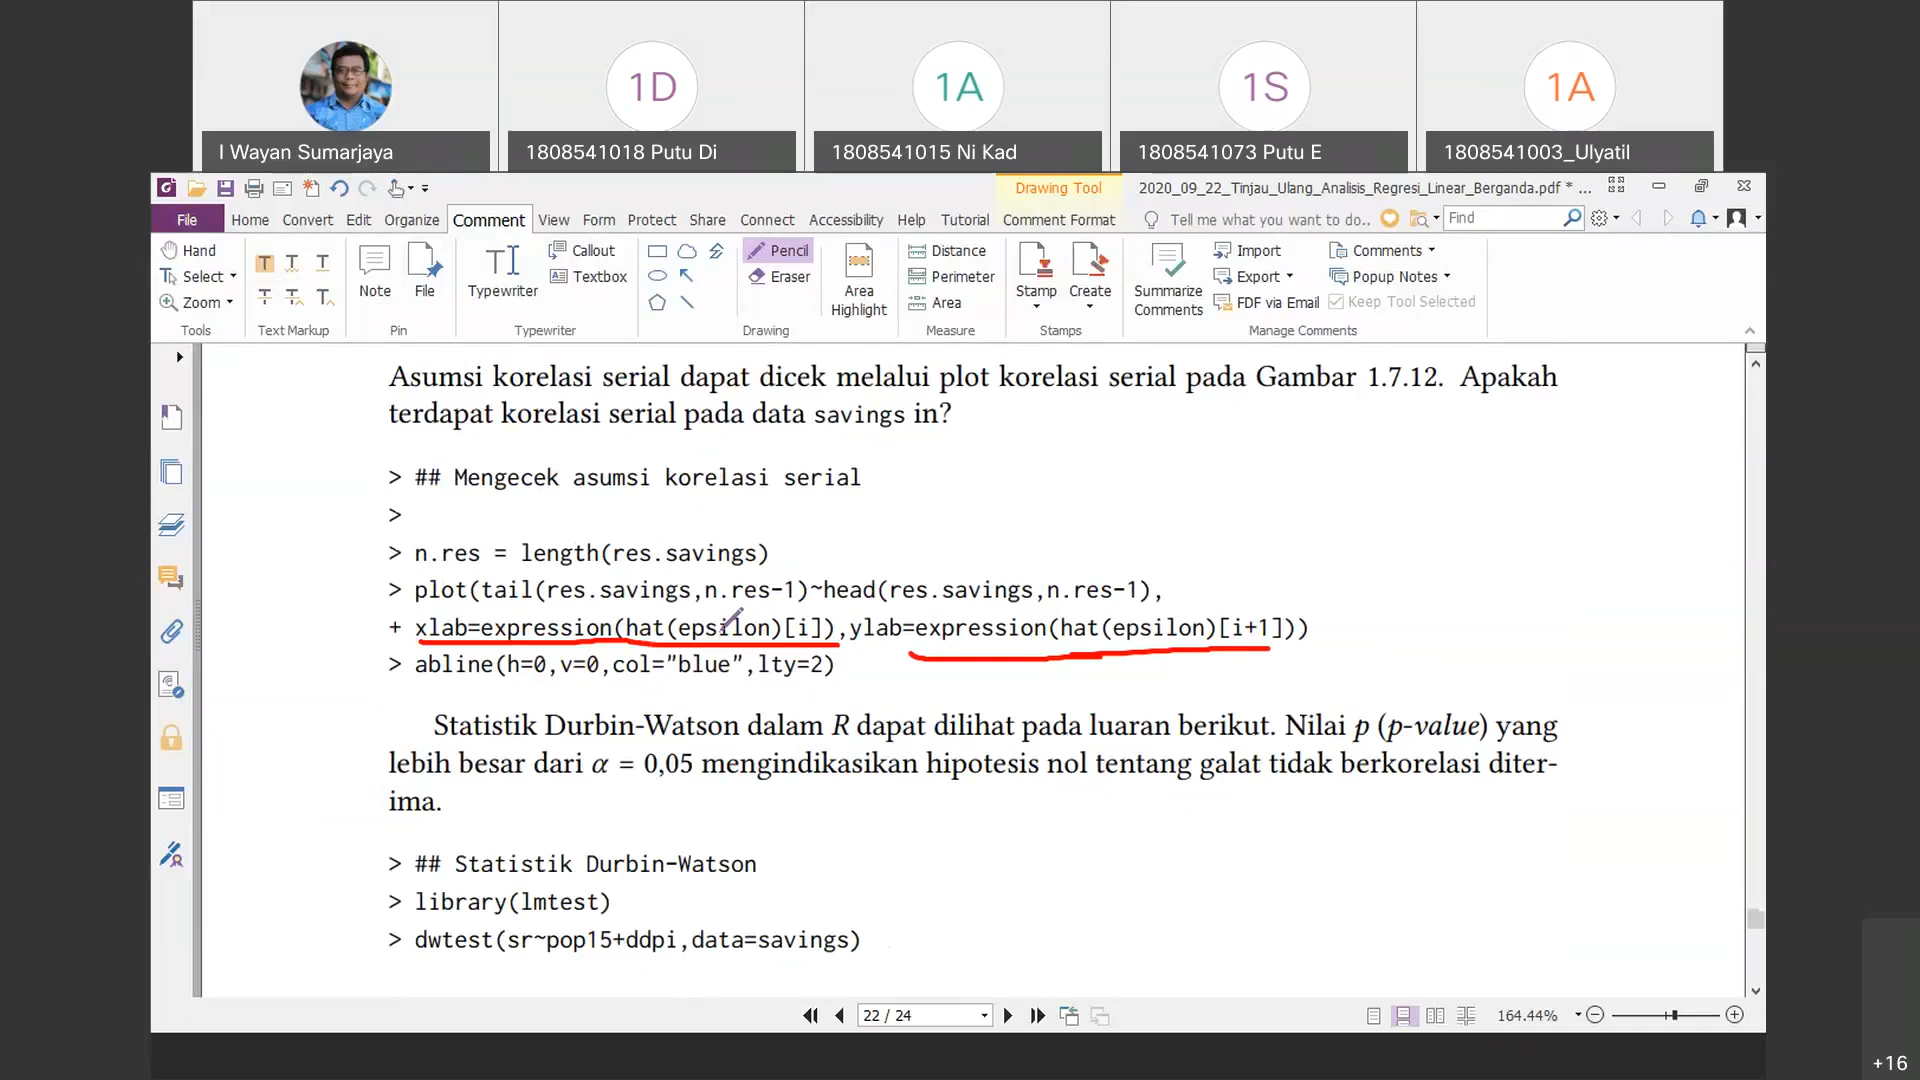 1D
1A
1S
1A
I Wayan Sumarjaya
1808541018 Putu Di
1808541015 Ni Kad
1808541073 Putu E
1808541003_Ulyatil
Drawing Tool
2020_09_22_Tinjau_Ulang_Analisis_Regresi_Linear_Berganda.pdf * ...
File Home Convert Edit Organize Comment View Form Protect Share Connect Accessibility Help Tutorial Comment Format
Tell me what you want to do..
Find
Hand
Select
Zoom
Tools
Text Markup
Note
File
Pin
Typewriter
Callout
Textbox
Typewriter
Pencil
Eraser
Area
Highlight
Drawing
Distance
Perimeter
Area
Measure
Stamp
Create
Stamps
Summarize
Comments
Import
Export
FDF via Email
Comments
Popup Notes
Keep Tool Selected
Manage Comments
Asumsi korelasi serial dapat dicek melalui plot korelasi serial pada Gambar 1.7.12. Apakah
terdapat korelasi serial pada data savings in?
> ## Mengecek asumsi korelasi serial
>
> n.res = length(res.savings)
> plot(tail(res.savings,n.res-1)~head(res.savings,n.res-1),
+ xlab=expression(hat(epsilon)[i]),ylab=expression(hat(epsilon)[i+1]))
> abline(h=0,v=0,col="blue",lty=2)
Statistik Durbin-Watson dalam R dapat dilihat pada luaran berikut. Nilai p (p-value) yang
lebih besar dari α = 0,05 mengindikasikan hipotesis nol tentang galat tidak berkorelasi diter-
ima.
> ## Statistik Durbin-Watson
> library(lmtest)
> dwtest(sr~pop15+ddpi,data=savings)
22 / 24
164.44%
+16